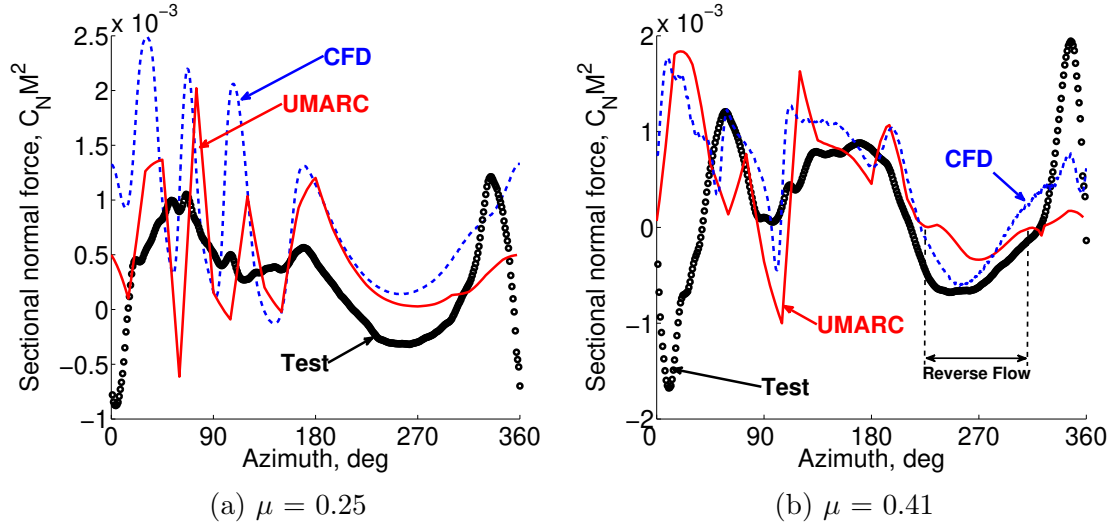 x 10⁻³
2.5
2
1.5
1
0.5
0
−0.5
−1
Sectional normal force, C_N M²
CFD
UMARC
Test
0
90
180
270
360
Azimuth, deg
(a) μ = 0.25
x 10⁻³
2
1
0
−1
−2
Sectional normal force, C_N M²
CFD
UMARC
Test
Reverse Flow
0
90
180
270
360
Azimuth, deg
(b) μ = 0.41